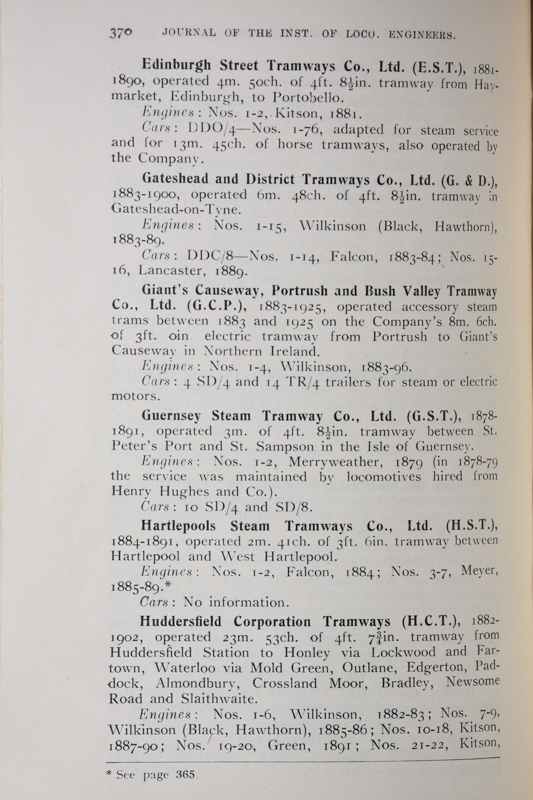 370 JOURNAL OF THE INST. OF LOCO. ENGINEERS.
Edinburgh Street Tramways Co., Ltd. (E.S.T.), 1881-
1890, operated 4m. 50ch. of 4ft. 8½in. tramway from Hay-
market, Edinburgh, to Portobello.
Engines: Nos. 1-2, Kitson, 1881.
Cars: DDO/4—Nos. 1-76, adapted for steam service
and for 13m. 45ch. of horse tramways, also operated by
the Company.
Gateshead and District Tramways Co., Ltd. (G. & D.),
1883-1900, operated 6m. 48ch. of 4ft. 8½in. tramway in
Gateshead-on-Tyne.
Engines: Nos. 1-15, Wilkinson (Black, Hawthorn),
1883-89.
Cars: DDC/8—Nos. 1-14, Falcon, 1883-84; Nos. 15-
16, Lancaster, 1889.
Giant's Causeway, Portrush and Bush Valley Tramway
Co., Ltd. (G.C.P.), 1883-1925, operated accessory steam
trams between 1883 and 1925 on the Company's 8m. 6ch.
of 3ft. 0in. electric tramway from Portrush to Giant's
Causeway in Northern Ireland.
Engines: Nos. 1-4, Wilkinson, 1883-96.
Cars: 4 SD/4 and 14 TR/4 trailers for steam or electric
motors.
Guernsey Steam Tramway Co., Ltd. (G.S.T.), 1878-
1891, operated 3m. of 4ft. 8½in. tramway between St.
Peter's Port and St. Sampson in the Isle of Guernsey.
Engines: Nos. 1-2, Merryweather, 1879 (in 1878-79
the service was maintained by locomotives hired from
Henry Hughes and Co.).
Cars: 10 SD/4 and SD/8.
Hartlepools Steam Tramways Co., Ltd. (H.S.T.),
1884-1891, operated 2m. 41ch. of 3ft. 6in. tramway between
Hartlepool and West Hartlepool.
Engines: Nos. 1-2, Falcon, 1884; Nos. 3-7, Meyer,
1885-89.*
Cars: No information.
Huddersfield Corporation Tramways (H.C.T.), 1882-
1902, operated 23m. 53ch. of 4ft. 7¾in. tramway from
Huddersfield Station to Honley via Lockwood and Far-
town, Waterloo via Mold Green, Outlane, Edgerton, Pad-
dock, Almondbury, Crossland Moor, Bradley, Newsome
Road and Slaithwaite.
Engines: Nos. 1-6, Wilkinson, 1882-83; Nos. 7-9,
Wilkinson (Black, Hawthorn), 1885-86; Nos. 10-18, Kitson,
1887-90; Nos. 19-20, Green, 1891; Nos. 21-22, Kitson,
* See page 365.